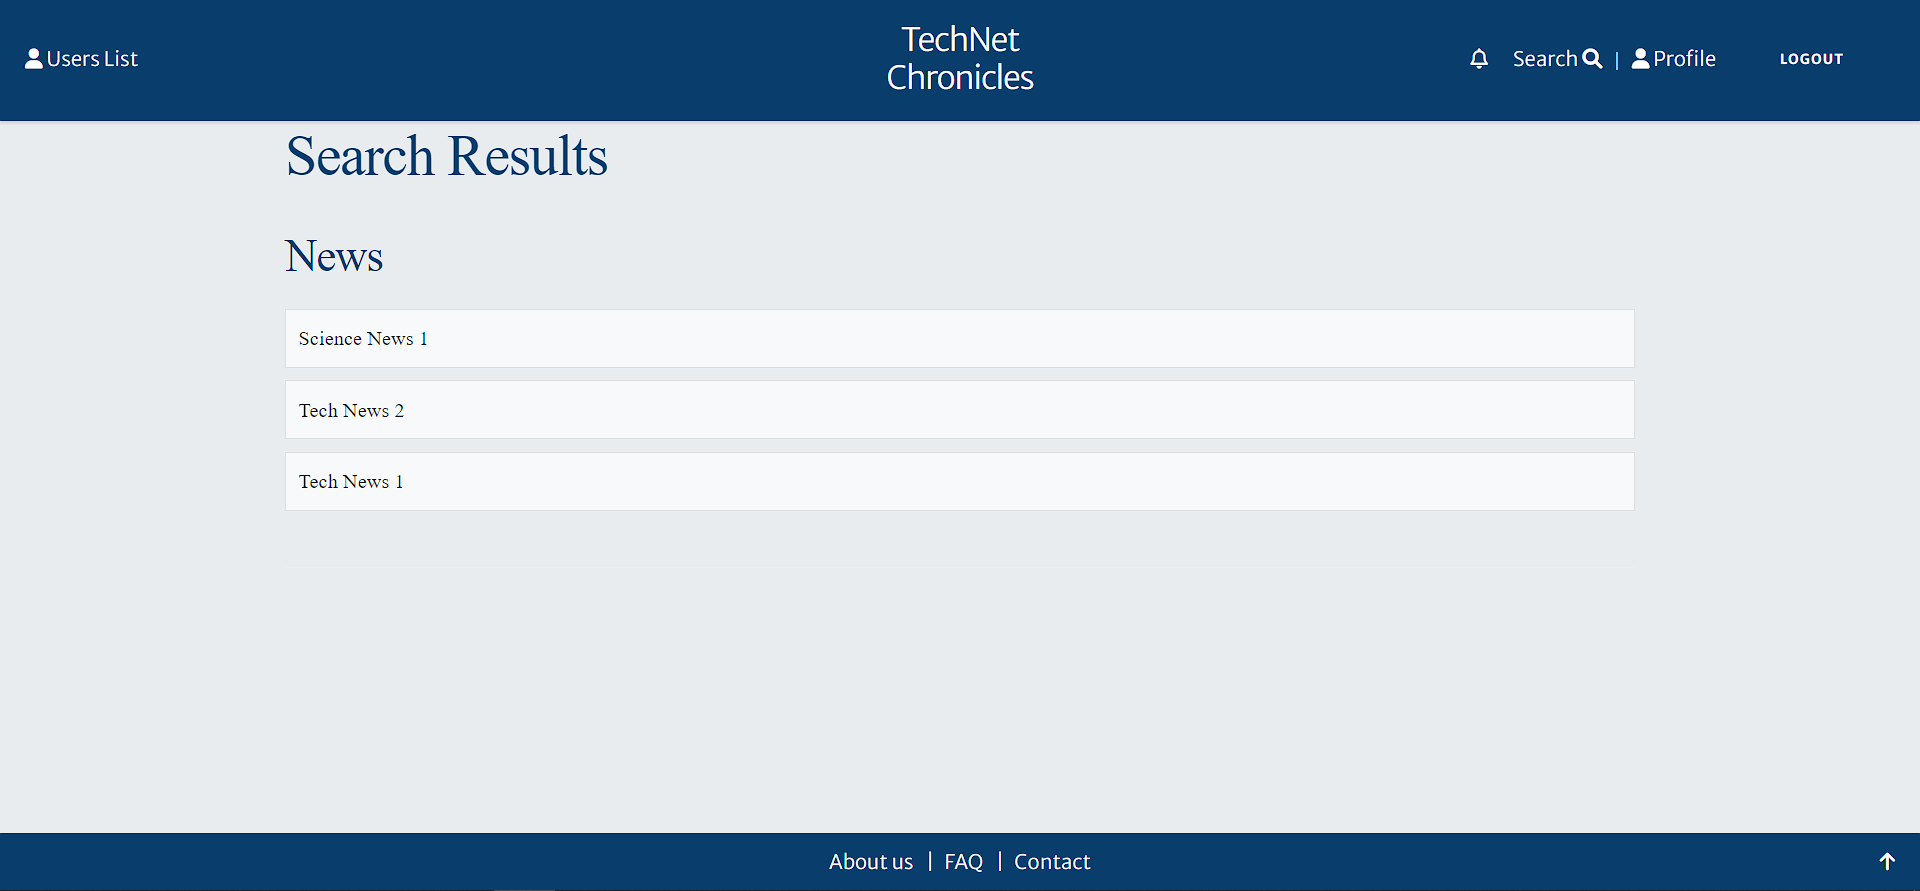 Users List
TechNet
Chronicles
Search | Profile
LOGOUT
Search Results
News
Science News 1
Tech News 2
Tech News 1
About us | FAQ | Contact